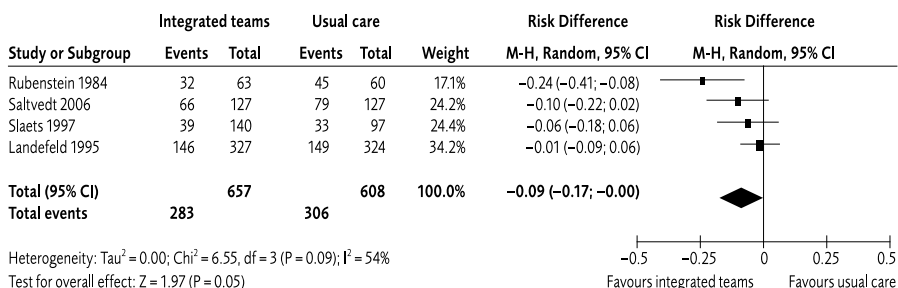 Integrated teams Usual care Risk Difference Risk Difference
Study or Subgroup Events Total Events Total Weight M-H, Random, 95% CI M-H, Random, 95% CI
Rubenstein 1984 32 63 45 60 17.1% −0.24 (−0.41; −0.08)
Saltvedt 2006 66 127 79 127 24.2% −0.10 (−0.22; 0.02)
Slaets 1997 39 140 33 97 24.4% −0.06 (−0.18; 0.06)
Landefeld 1995 146 327 149 324 34.2% −0.01 (−0.09; 0.06)
Total (95% CI) 657 608 100.0% −0.09 (−0.17; −0.00)
Total events 283 306
Heterogeneity: Tau² = 0.00; Chi² = 6.55, df = 3 (P = 0.09); I² = 54%
Test for overall effect: Z = 1.97 (P = 0.05)
−0.5 −0.25 0 0.25 0.5
Favours integrated teams Favours usual care